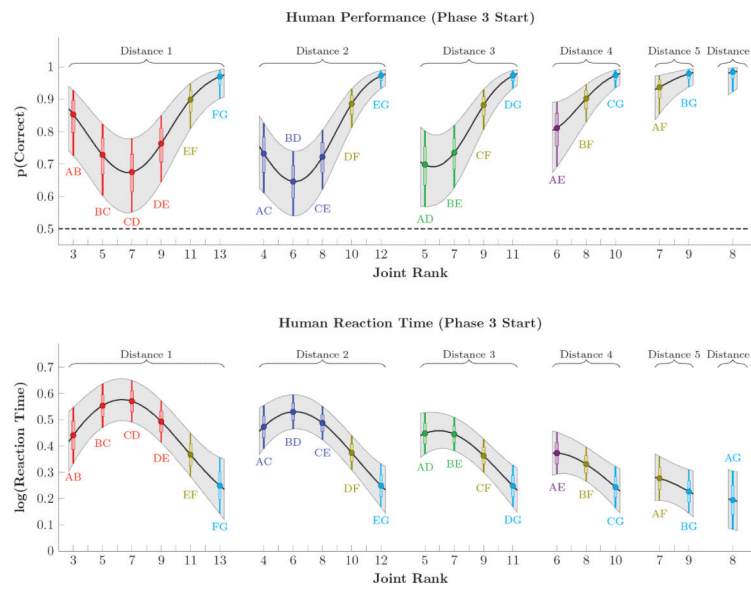 Human Performance (Phase 3 Start)
Distance 1 Distance 2 Distance 3 Distance 4 Distance 5 Distance
1
0.9
0.8
0.7
0.6
0.5
p(Correct)
AB BC CD DE EF FG
AC BD CE DF EG
AD BE CF DG
AE BF CG
AF BG
3 5 7 9 11 13 4 6 8 10 12 5 7 9 11 6 8 10 7 9 8
Joint Rank
Human Reaction Time (Phase 3 Start)
Distance 1 Distance 2 Distance 3 Distance 4 Distance 5 Distance
0.7
0.6
0.5
0.4
0.3
0.2
0.1
0
log(Reaction Time)
AB BC CD DE EF FG
AC BD CE DF EG
AD BE CF DG
AE BF CG
AF BG
AG
3 5 7 9 11 13 4 6 8 10 12 5 7 9 11 6 8 10 7 9 8
Joint Rank